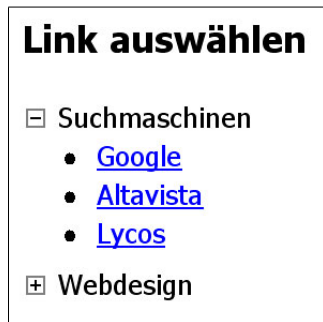 Link auswählen
Suchmaschinen
Google
Altavista
Lycos
Webdesign